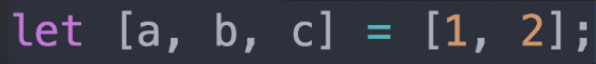 let [a, b, c] = [1, 2];